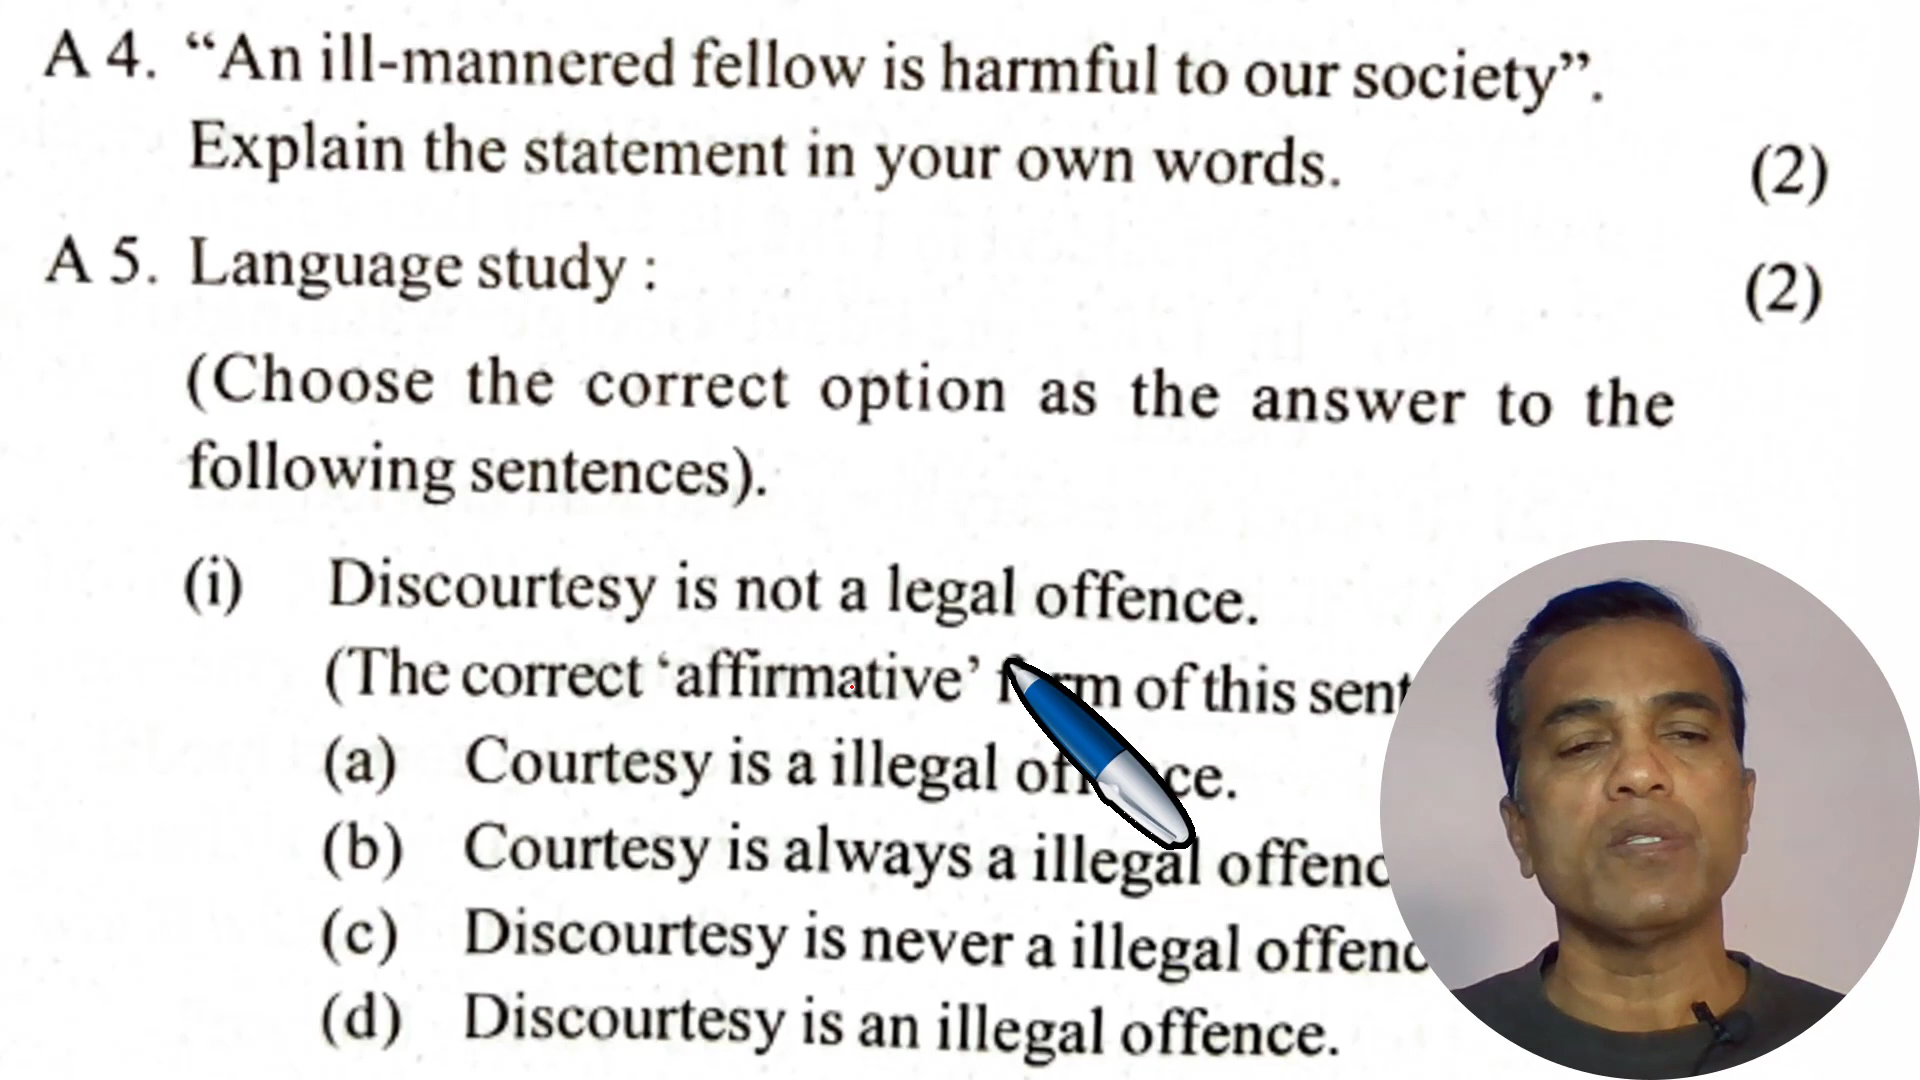 A 4. “An ill-mannered fellow is harmful to our society”.
Explain the statement in your own words. (2)
A 5. Language study : (2)
(Choose the correct option as the answer to the
following sentences).
(i) Discourtesy is not a legal offence.
(The correct ‘affirmative’ of this
(a) Courtesy is a illegal
(b) Courtesy is always a illegal
(c) Discourtesy is never a illegal
(d) Discourtesy is an illegal offence.